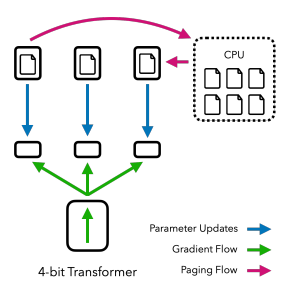 CPU
Parameter Updates
Gradient Flow
4-bit Transformer
Paging Flow